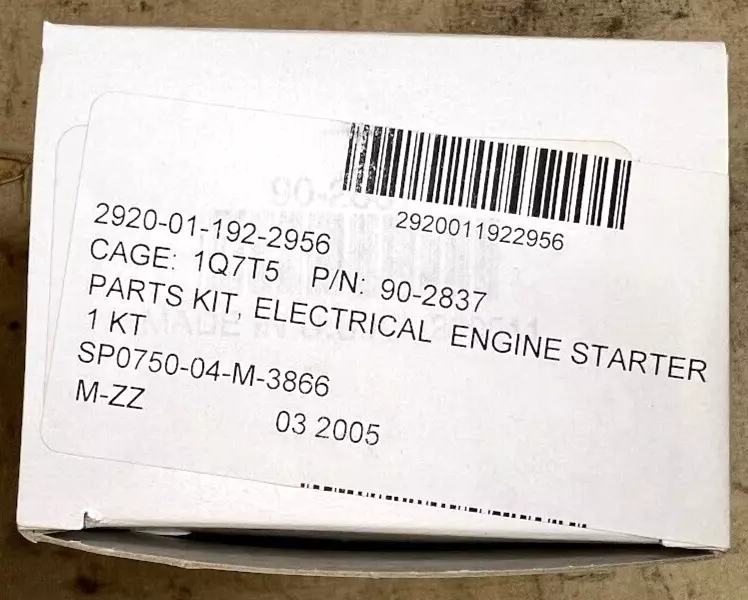 2920011922956
2920-01-192-2956
CAGE: 1Q7T5 P/N: 90-2837
PARTS KIT, ELECTRICAL ENGINE STARTER
1 KT
SP0750-04-M-3866
M-ZZ 03 2005